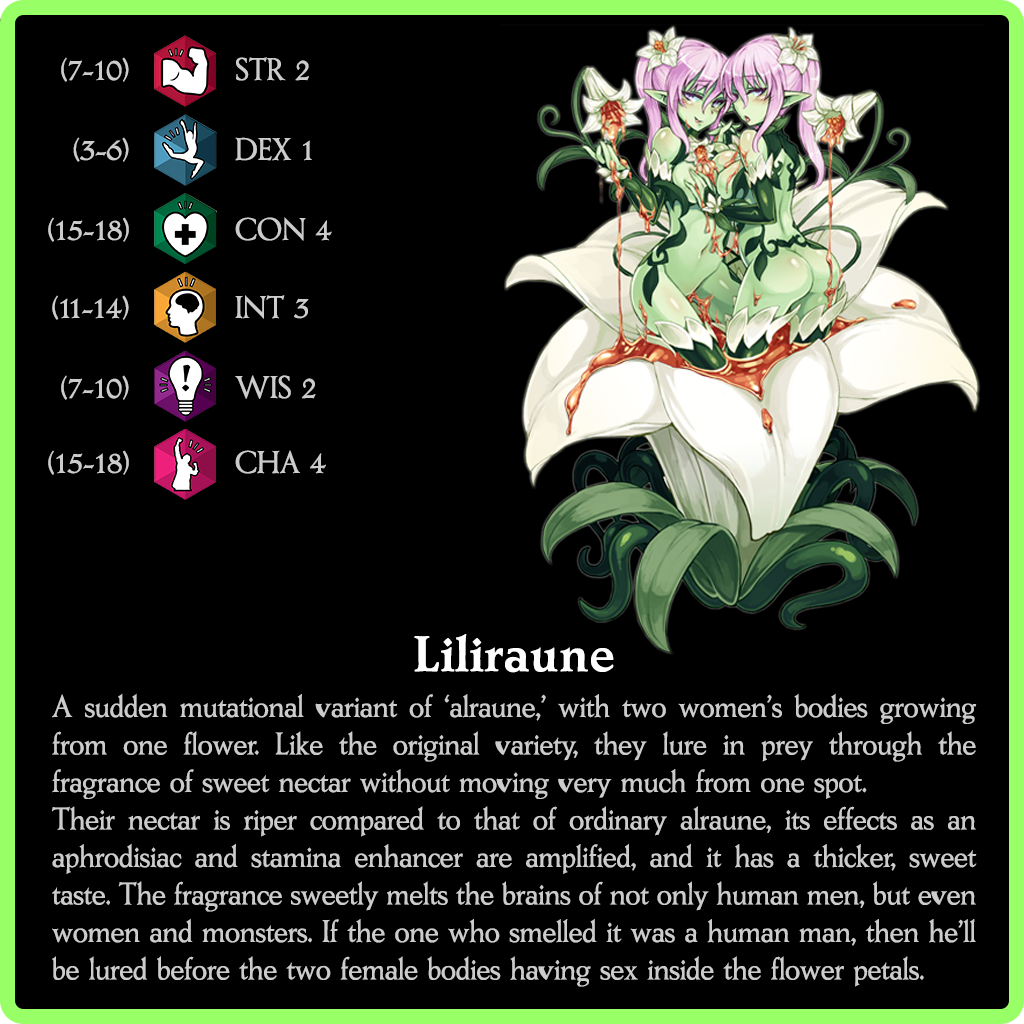 (7-10) STR 2
(3-6) DEX 1
(15-18) CON 4
(11-14) INT 3
(7-10) WIS 2
(15-18) CHA 4
Liliraune
A sudden mutational variant of ‘alraune,’ with two women’s bodies growing
from one flower. Like the original variety, they lure in prey through the
fragrance of sweet nectar without moving very much from one spot.
Their nectar is riper compared to that of ordinary alraune, its effects as an
aphrodisiac and stamina enhancer are amplified, and it has a thicker, sweet
taste. The fragrance sweetly melts the brains of not only human men, but even
women and monsters. If the one who smelled it was a human man, then he’ll
be lured before the two female bodies having sex inside the flower petals.